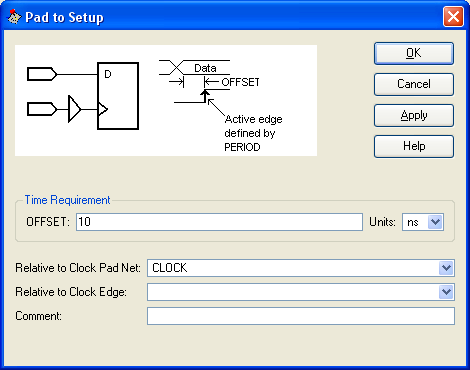 Pad to Setup
D
Data
OFFSET
Active edge
defined by
PERIOD
OK
Cancel
Apply
Help
Time Requirement
OFFSET: 10 Units: ns
Relative to Clock Pad Net: CLOCK
Relative to Clock Edge:
Comment: